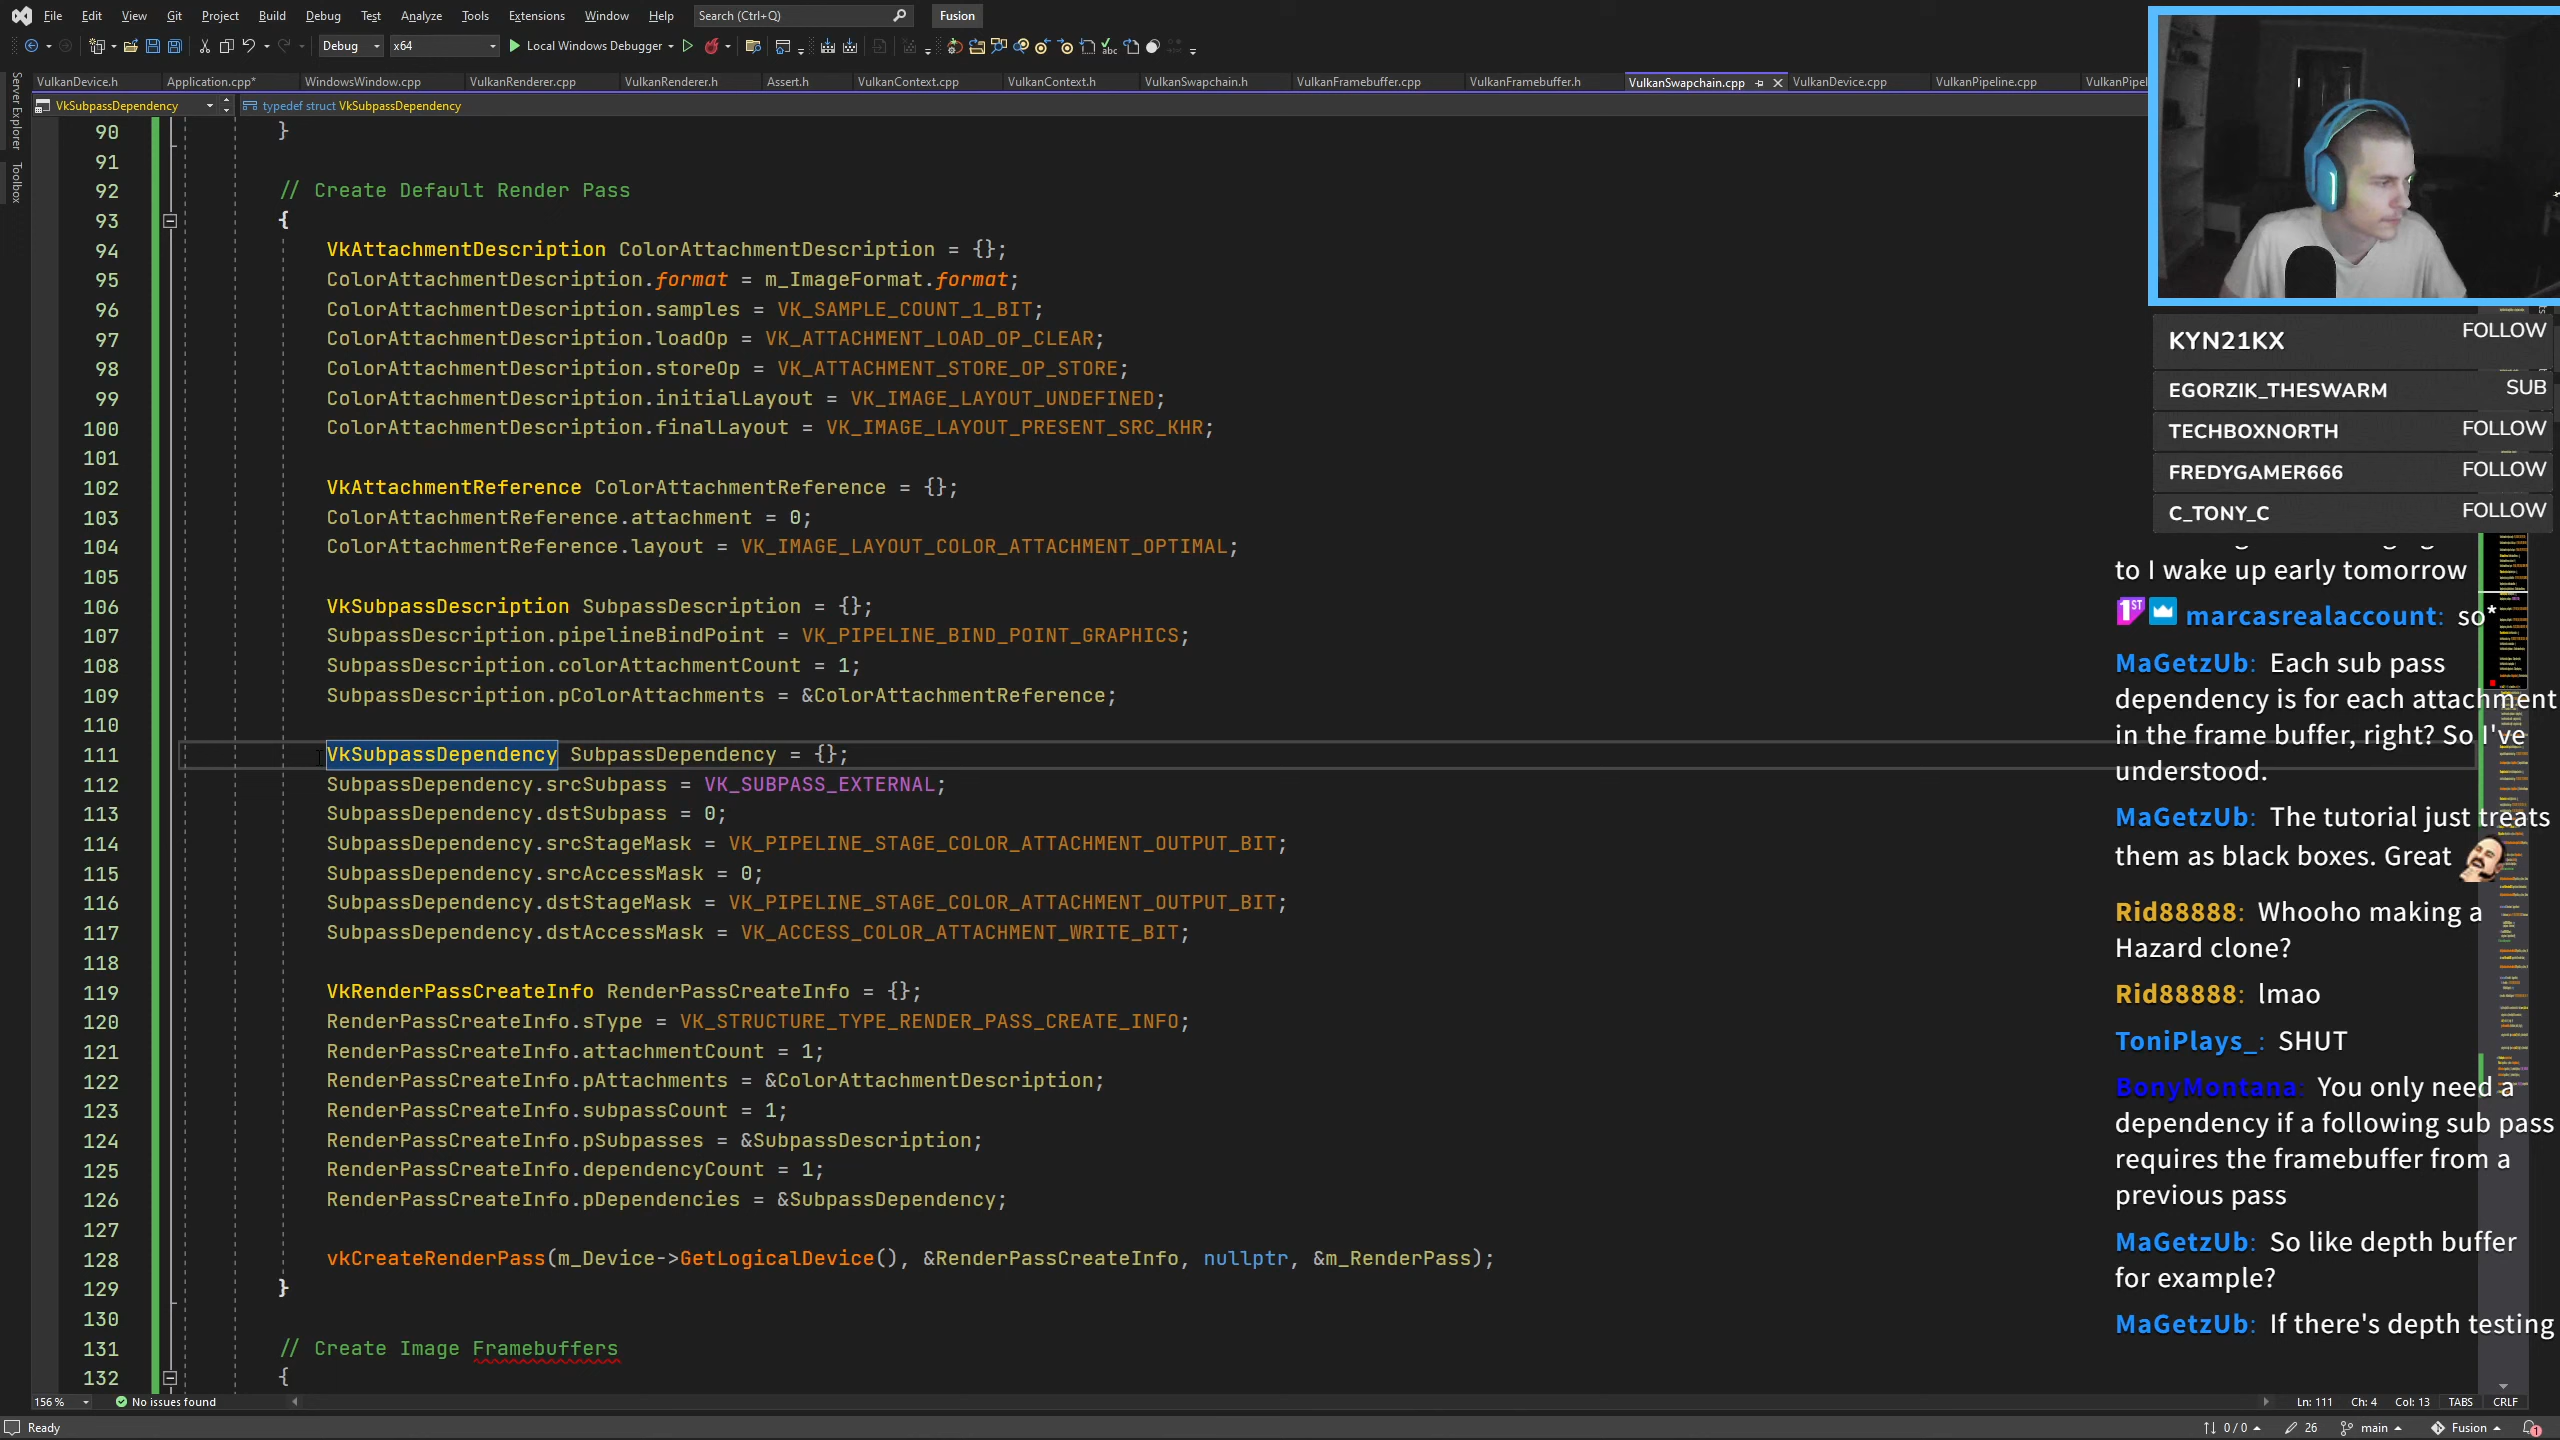 File Edit View Git Project Build Debug Test Analyze Tools Extensions Window Help Search (Ctrl+Q) Fusion
Debug x64 Local Windows Debugger
VulkanDevice.h Application.cpp* WindowsWindow.cpp VulkanRenderer.cpp VulkanRenderer.h Assert.h VulkanContext.cpp VulkanContext.h VulkanSwapchain.h VulkanFramebuffer.cpp VulkanFramebuffer.h VulkanSwapchain.cpp VulkanDevice.cpp VulkanPipeline.cpp VulkanPipel
VkSubpassDependency typedef struct VkSubpassDependency
Server Explorer
Toolbox
90 }
91
92 // Create Default Render Pass
93 {
94 VkAttachmentDescription ColorAttachmentDescription = {};
95 ColorAttachmentDescription.format = m_ImageFormat.format;
96 ColorAttachmentDescription.samples = VK_SAMPLE_COUNT_1_BIT;
97 ColorAttachmentDescription.loadOp = VK_ATTACHMENT_LOAD_OP_CLEAR;
98 ColorAttachmentDescription.storeOp = VK_ATTACHMENT_STORE_OP_STORE;
99 ColorAttachmentDescription.initialLayout = VK_IMAGE_LAYOUT_UNDEFINED;
100 ColorAttachmentDescription.finalLayout = VK_IMAGE_LAYOUT_PRESENT_SRC_KHR;
101
102 VkAttachmentReference ColorAttachmentReference = {};
103 ColorAttachmentReference.attachment = 0;
104 ColorAttachmentReference.layout = VK_IMAGE_LAYOUT_COLOR_ATTACHMENT_OPTIMAL;
105
106 VkSubpassDescription SubpassDescription = {};
107 SubpassDescription.pipelineBindPoint = VK_PIPELINE_BIND_POINT_GRAPHICS;
108 SubpassDescription.colorAttachmentCount = 1;
109 SubpassDescription.pColorAttachments = &ColorAttachmentReference;
110
111 VkSubpassDependency SubpassDependency = {};
112 SubpassDependency.srcSubpass = VK_SUBPASS_EXTERNAL;
113 SubpassDependency.dstSubpass = 0;
114 SubpassDependency.srcStageMask = VK_PIPELINE_STAGE_COLOR_ATTACHMENT_OUTPUT_BIT;
115 SubpassDependency.srcAccessMask = 0;
116 SubpassDependency.dstStageMask = VK_PIPELINE_STAGE_COLOR_ATTACHMENT_OUTPUT_BIT;
117 SubpassDependency.dstAccessMask = VK_ACCESS_COLOR_ATTACHMENT_WRITE_BIT;
118
119 VkRenderPassCreateInfo RenderPassCreateInfo = {};
120 RenderPassCreateInfo.sType = VK_STRUCTURE_TYPE_RENDER_PASS_CREATE_INFO;
121 RenderPassCreateInfo.attachmentCount = 1;
122 RenderPassCreateInfo.pAttachments = &ColorAttachmentDescription;
123 RenderPassCreateInfo.subpassCount = 1;
124 RenderPassCreateInfo.pSubpasses = &SubpassDescription;
125 RenderPassCreateInfo.dependencyCount = 1;
126 RenderPassCreateInfo.pDependencies = &SubpassDependency;
127
128 vkCreateRenderPass(m_Device->GetLogicalDevice(), &RenderPassCreateInfo, nullptr, &m_RenderPass);
129 }
130
131 // Create Image Framebuffers
132 {
KYN21KX FOLLOW
EGORZIK_THESWARM SUB
TECHBOXNORTH FOLLOW
FREDYGAMER666 FOLLOW
C_TONY_C FOLLOW
to I wake up early tomorrow
1ST marcasrealaccount: so*
MaGetzUb: Each sub pass
dependency is for each attachment
in the frame buffer, right? So I've
understood.
MaGetzUb: The tutorial just treats
them as black boxes. Great
Rid88888: Whooho making a
Hazard clone?
Rid88888: lmao
ToniPlays_: SHUT
BonyMontana: You only need a
dependency if a following sub pass
requires the framebuffer from a
previous pass
MaGetzUb: So like depth buffer
for example?
MaGetzUb: If there's depth testing
156 % No issues found Ln: 111 Ch: 4 Col: 13 TABS CRLF
Ready 0 / 0 26 main Fusion 1